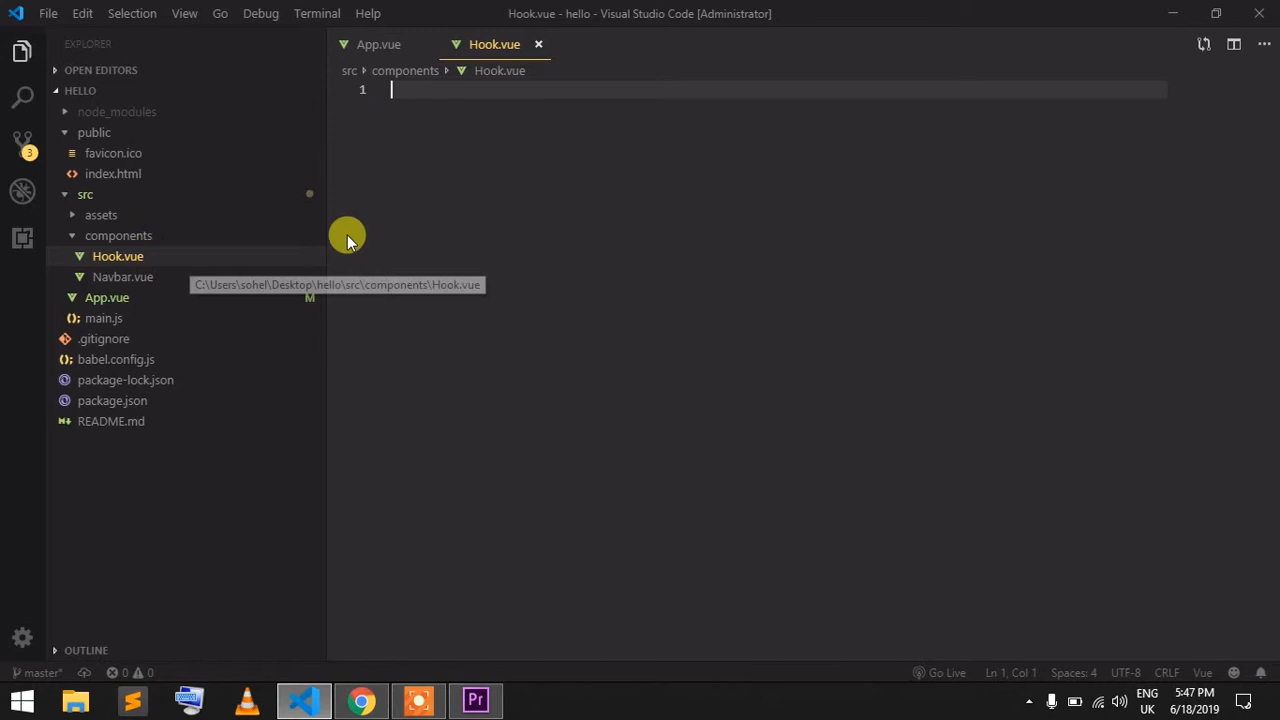 File Edit Selection View Go Debug Terminal Help
Hook.vue - hello - Visual Studio Code [Administrator]
EXPLORER
App.vue
Hook.vue
OPEN EDITORS
src components Hook.vue
HELLO
1
node_modules
public
3
favicon.ico
index.html
src
assets
components
Hook.vue
Navbar.vue
C:\Users\sohel\Desktop\hello\src\components\Hook.vue
App.vue M
main.js
.gitignore
babel.config.js
package-lock.json
package.json
README.md
OUTLINE
master* 0 0
Go Live Ln 1, Col 1 Spaces: 4 UTF-8 CRLF Vue
Pr
ENG
UK
5:47 PM
6/18/2019